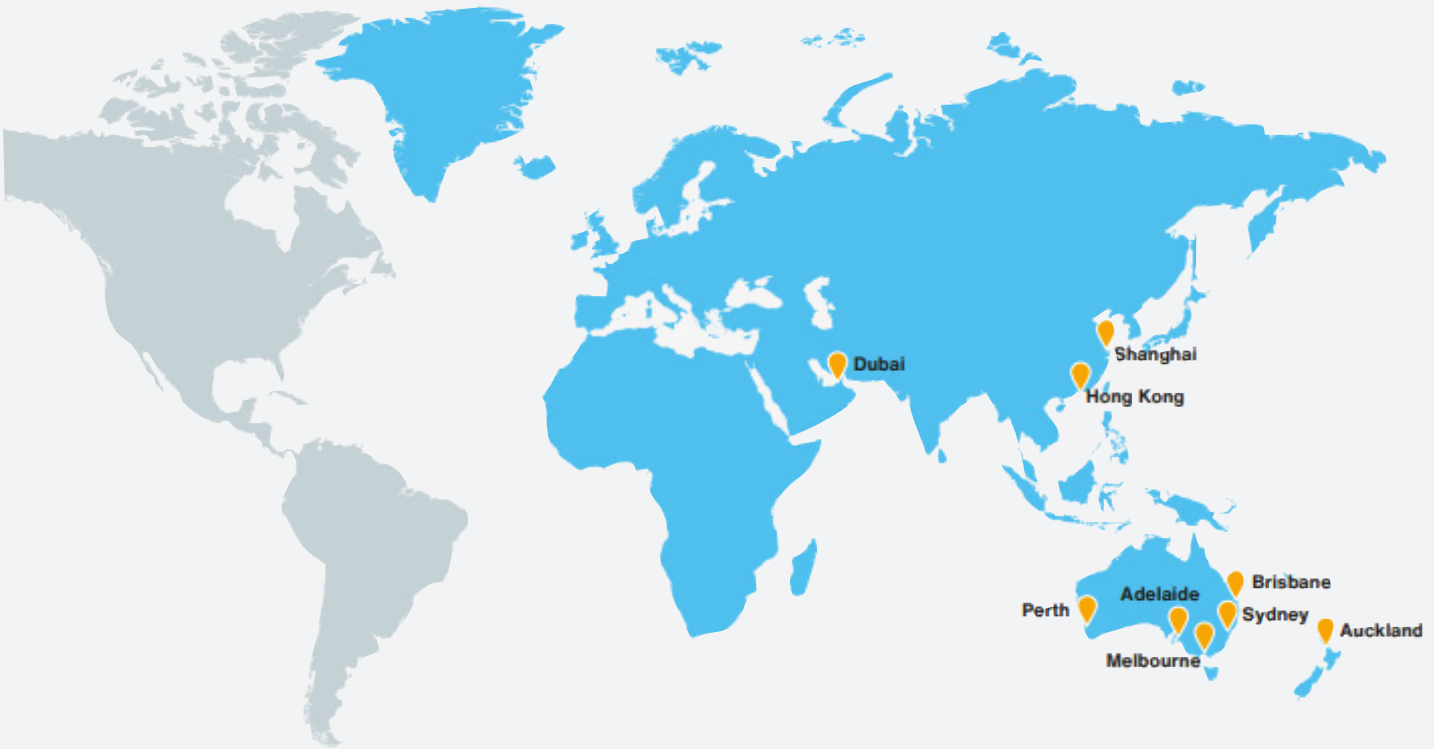 Shanghai
Dubai
Hong Kong
Brisbane
Adelaide
Perth
Sydney
Auckland
Melbourne